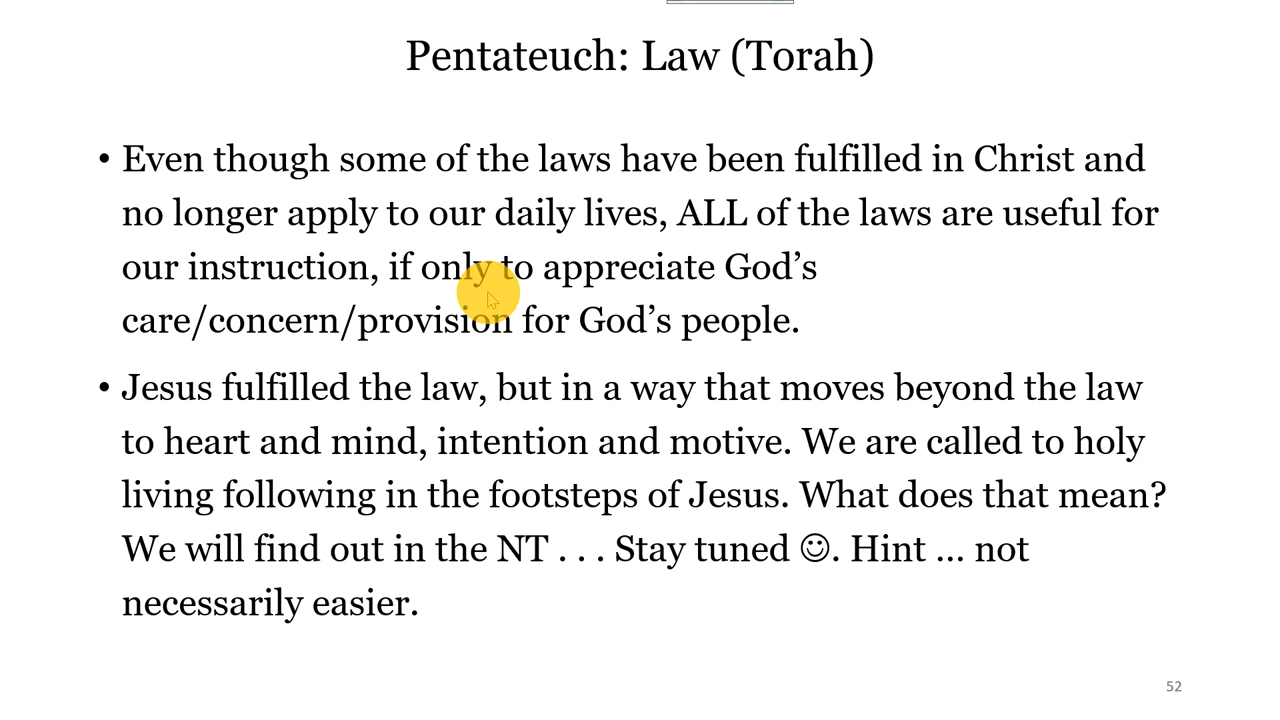 Pentateuch: Law (Torah)
• Even though some of the laws have been fulfilled in Christ and
no longer apply to our daily lives, ALL of the laws are useful for
our instruction, if only to appreciate God’s
care/concern/provision for God’s people.
• Jesus fulfilled the law, but in a way that moves beyond the law
to heart and mind, intention and motive. We are called to holy
living following in the footsteps of Jesus. What does that mean?
We will find out in the NT . . . Stay tuned ☺. Hint … not
necessarily easier.
52